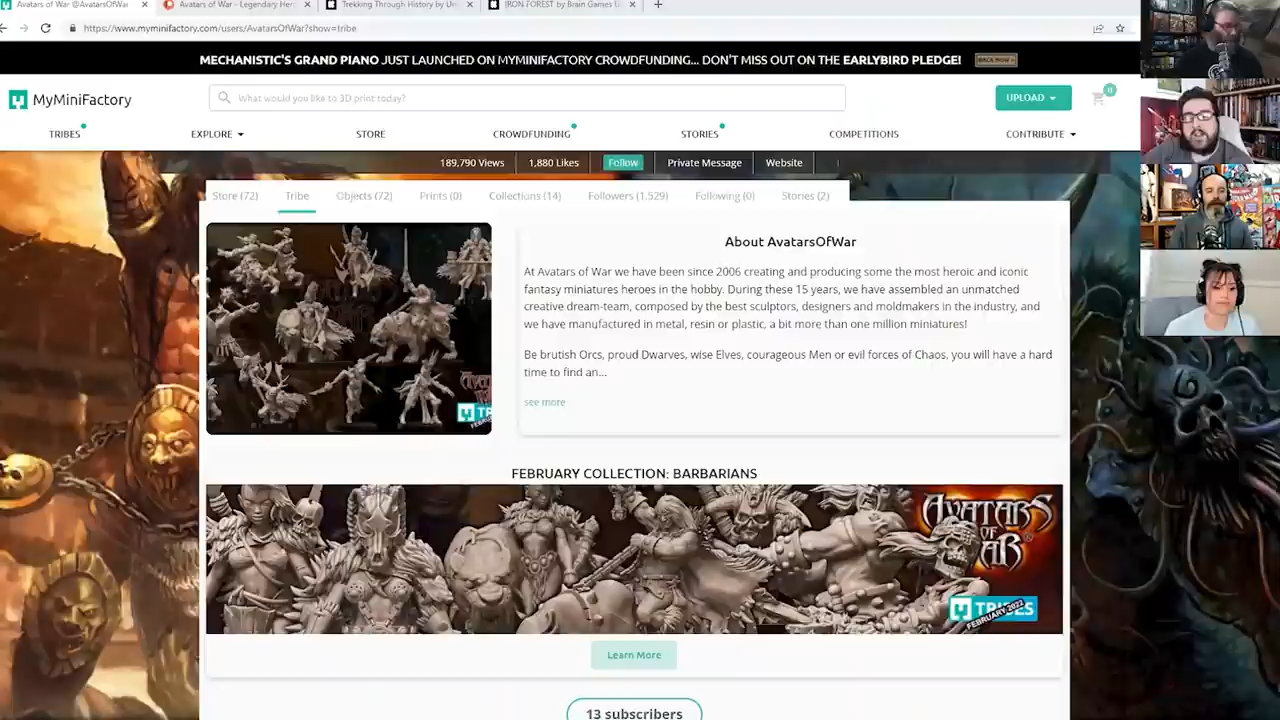 Avatars of War @AvatarsOfWar
Avatars of War - Legendary Her
Trekking Through History by Un
IRON FOREST by Brain Games U
https://www.myminifactory.com/users/AvatarsOfWar?show=tribe
MECHANISTIC'S GRAND PIANO JUST LAUNCHED ON MYMINIFACTORY CROWDFUNDING... DON'T MISS OUT ON THE EARLYBIRD PLEDGE!
BACK NOW >
MyMiniFactory
What would you like to 3D print today?
UPLOAD
0
TRIBES
EXPLORE
STORE
CROWDFUNDING
STORIES
COMPETITIONS
CONTRIBUTE
189,790 Views
1,880 Likes
Follow
Private Message
Website
Store (72)
Tribe
Objects (72)
Prints (0)
Collections (14)
Followers (1,529)
Following (0)
Stories (2)
About AvatarsOfWar
At Avatars of War we have been since 2006 creating and producing some the most heroic and iconic
fantasy miniatures heroes in the hobby. During these 15 years, we have assembled an unmatched
creative dream-team, composed by the best sculptors, designers and moldmakers in the industry, and
we have manufactured in metal, resin or plastic, a bit more than one million miniatures!
Be brutish Orcs, proud Dwarves, wise Elves, courageous Men or evil forces of Chaos, you will have a hard
time to find an...
see more
FEBRUARY COLLECTION: BARBARIANS
AVATARS
OF
WAR
TRIBES
FEBRUARY 2022
Learn More
13 subscribers